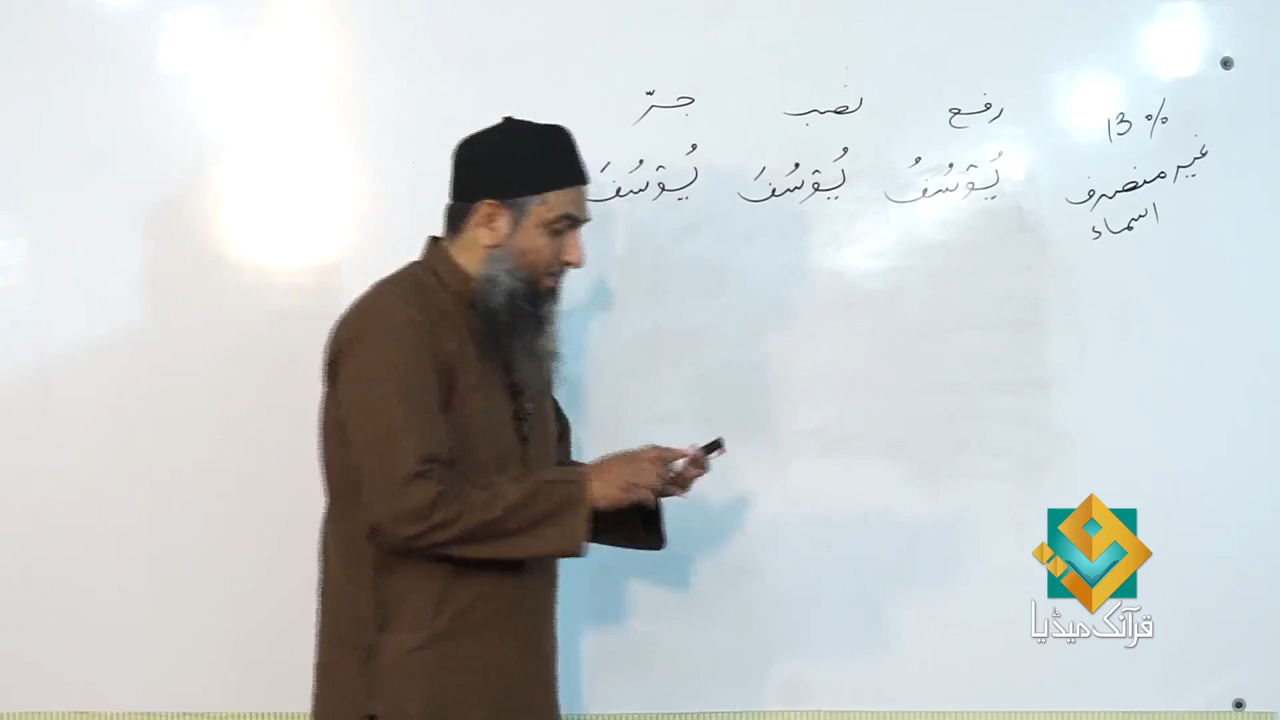 13 %
غیر منصرف
اسماء
رفع نصب جرّ
يُوْسُفُ يُوْسُفَ يُوْسُفَ
قرآنک میڈیا